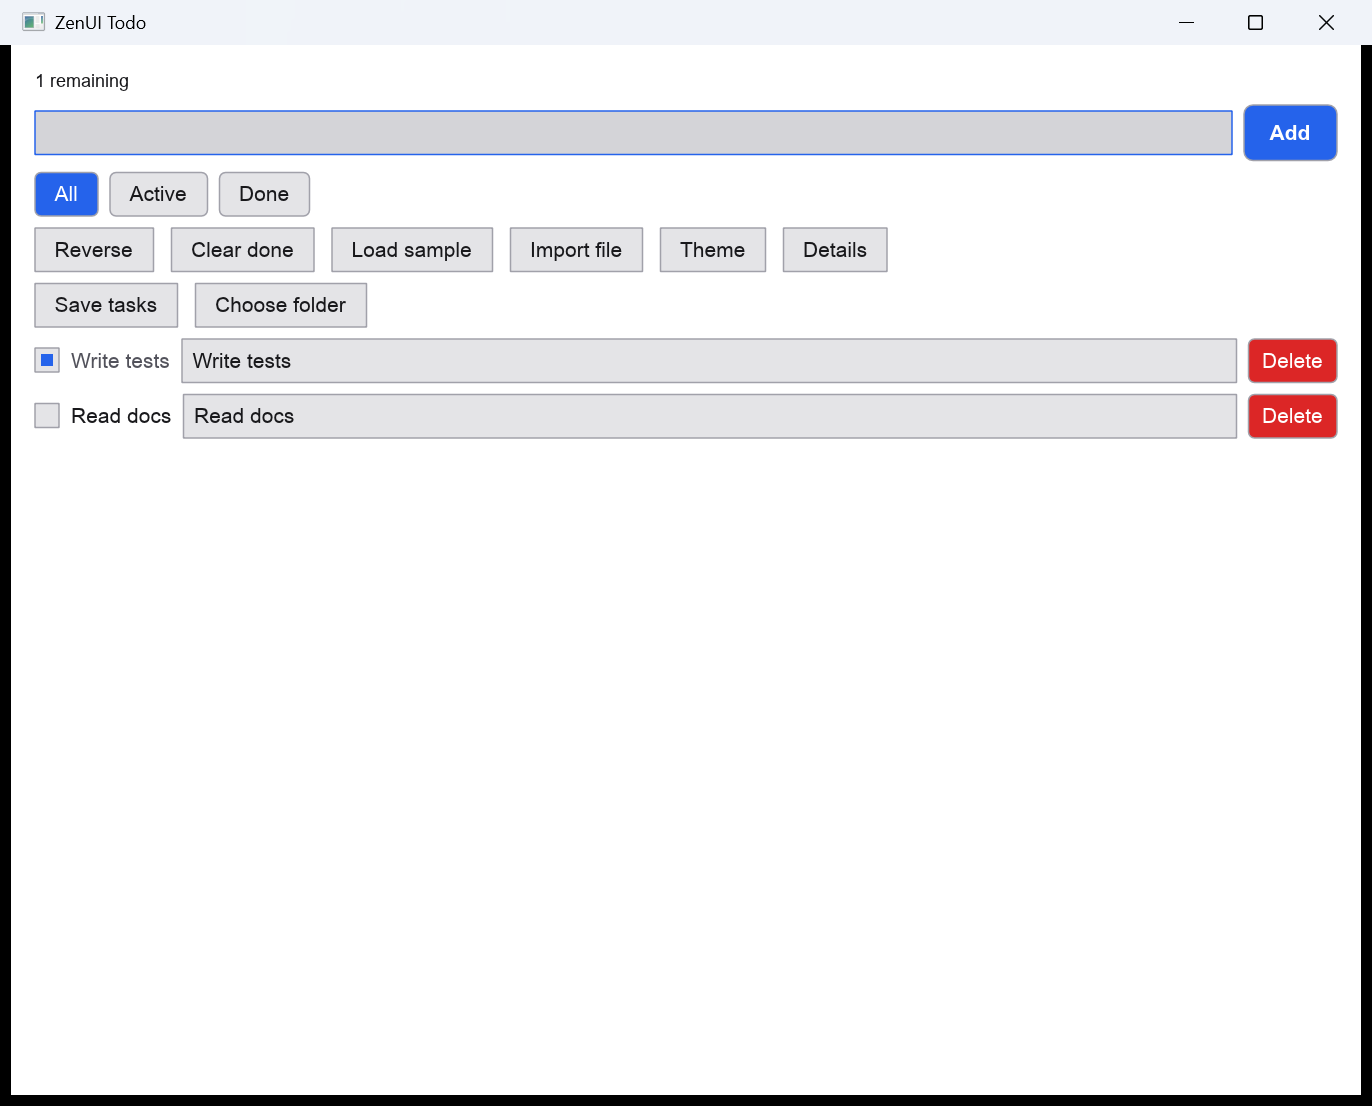 ZenUI Todo
1 remaining
Add
All Active Done
Reverse Clear done Load sample Import file Theme Details
Save tasks Choose folder
Write tests Write tests Delete
Read docs Read docs Delete